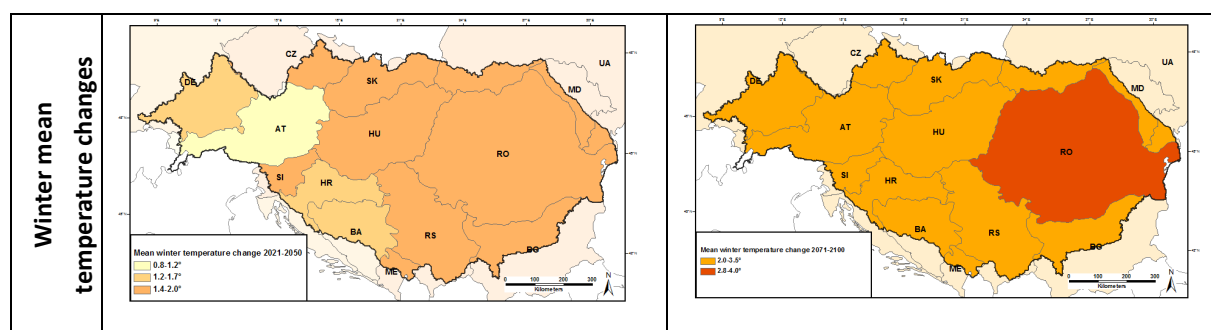 Winter mean
temperature changes
CZ
UA
DE
SK
MD
AT
HU
RO
SI
HR
BA
RS
BG
ME
Mean winter temperature change 2021-2050
0.8-1.2°
1.2-1.7°
1.4-2.0°
0 50 100 200 300
Kilometers
N
CZ
UA
DE
SK
MD
AT
HU
RO
SI
HR
BA
RS
BG
ME
Mean winter temperature change 2071-2100
2.0-3.5°
2.8-4.0°
0 50 100 200 300
Kilometers
N